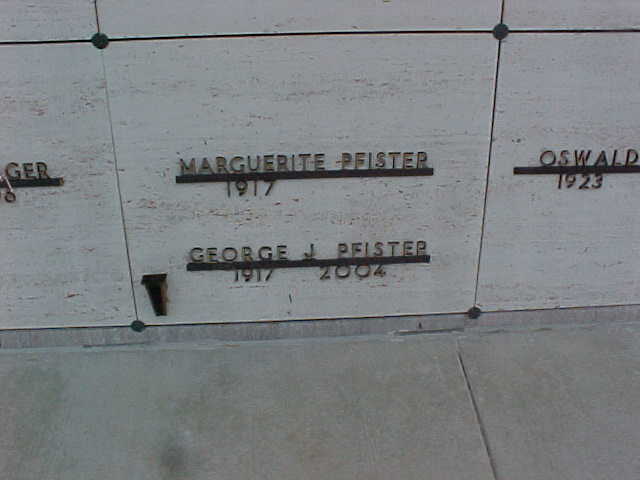 GER
MARGUERITE PFISTER
1917
GEORGE J. PFISTER
1917 2004
OSWALD
1923